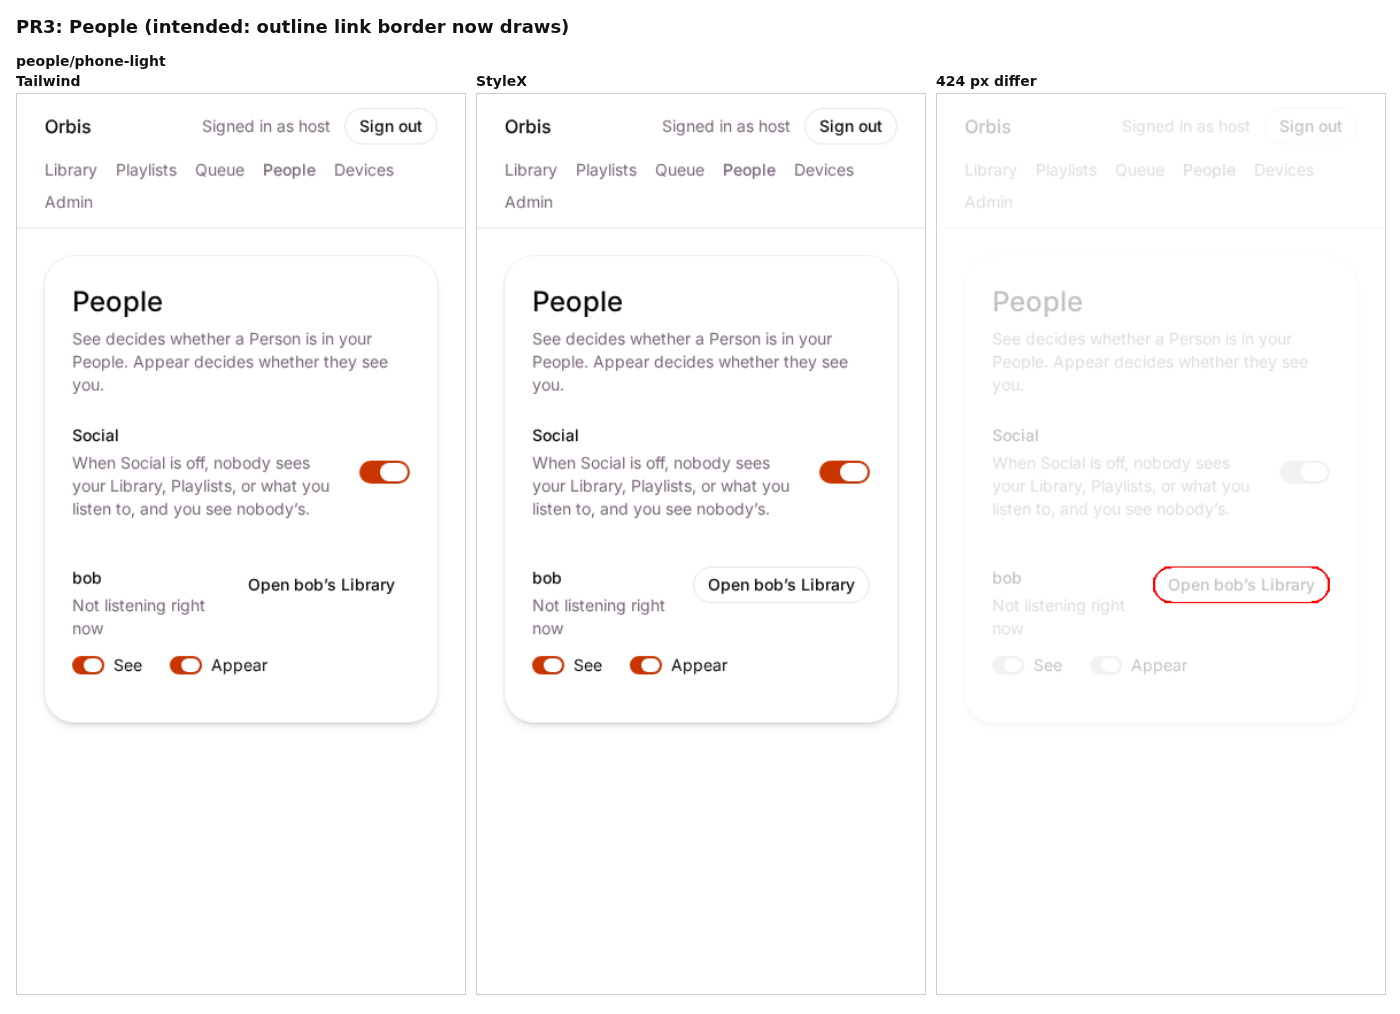 PR3: People (intended: outline link border now draws)
people/phone-light
Tailwind
Orbis
Signed in as host
Sign out
Library Playlists Queue People Devices
Admin
People
See decides whether a Person is in your
People. Appear decides whether they see
you.
Social
When Social is off, nobody sees
your Library, Playlists, or what you
listen to, and you see nobody’s.
bob
Not listening right
now
Open bob’s Library
See Appear
StyleX
Orbis
Signed in as host
Sign out
Library Playlists Queue People Devices
Admin
People
See decides whether a Person is in your
People. Appear decides whether they see
you.
Social
When Social is off, nobody sees
your Library, Playlists, or what you
listen to, and you see nobody’s.
bob
Not listening right
now
Open bob’s Library
See Appear
424 px differ
Orbis
Signed in as host
Sign out
Library Playlists Queue People Devices
Admin
People
See decides whether a Person is in your
People. Appear decides whether they see
you.
Social
When Social is off, nobody sees
your Library, Playlists, or what you
listen to, and you see nobody’s.
bob
Not listening right
now
Open bob’s Library
See Appear